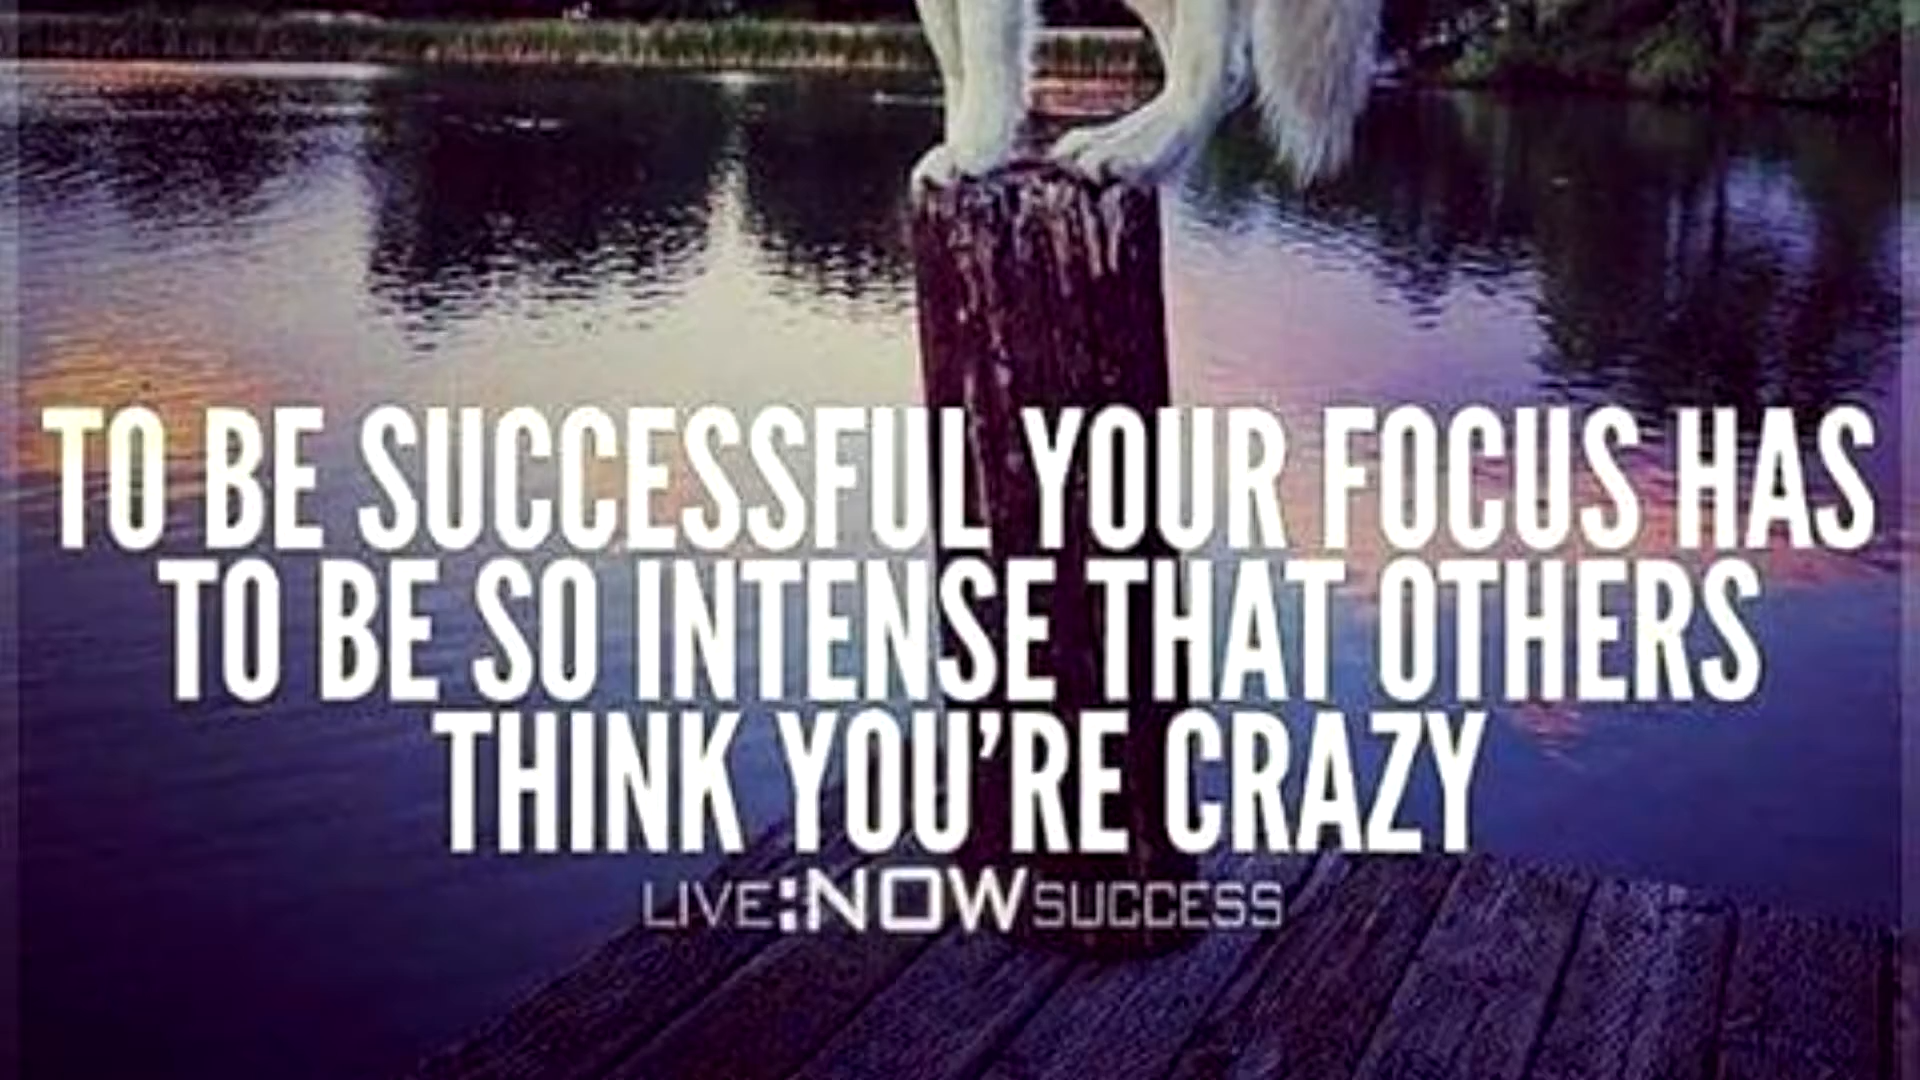 TO BE SUCCESSFUL YOUR FOCUS HAS
TO BE SO INTENSE THAT OTHERS
THINK YOU'RE CRAZY
LIVE:NOWSUCCESS